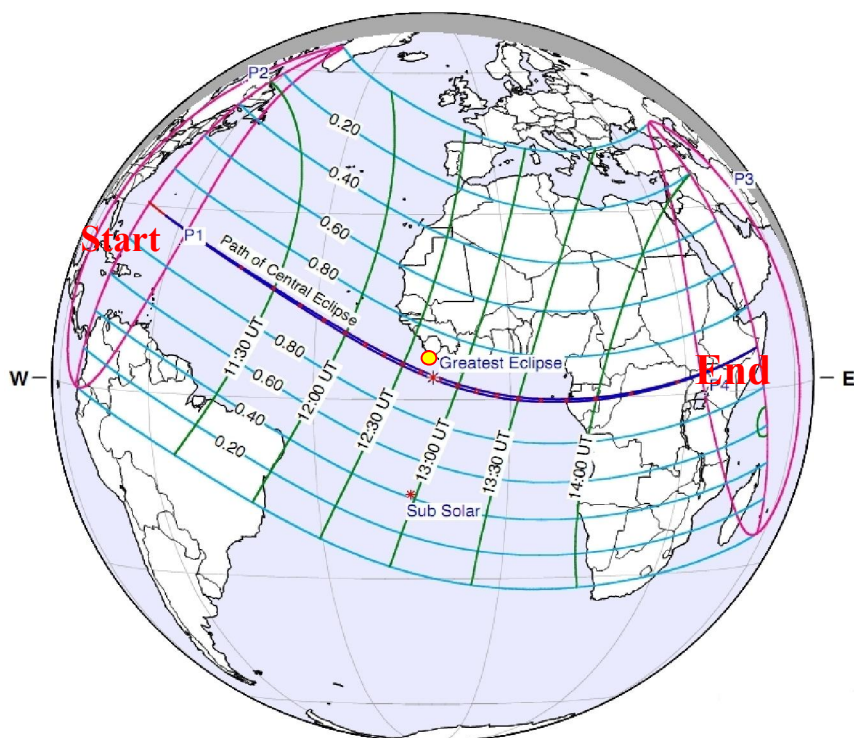 P2
0.20
0.40
P3
0.60
Start
P1
Path of Central Eclipse
0.80
Greatest Eclipse
W
E
End
P4
0.80
11:30 UT
0.60
12:00 UT
0.40
12:30 UT
0.20
13:00 UT
13:30 UT
14:00 UT
Sub Solar